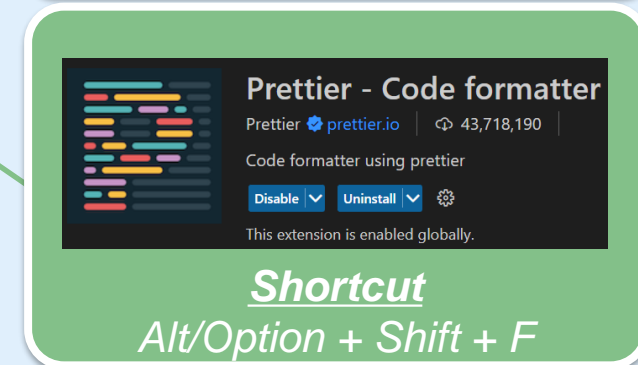 Prettier - Code formatter
Prettier prettier.io 43,718,190
Code formatter using prettier
Disable Uninstall
This extension is enabled globally.
Shortcut
Alt/Option + Shift + F